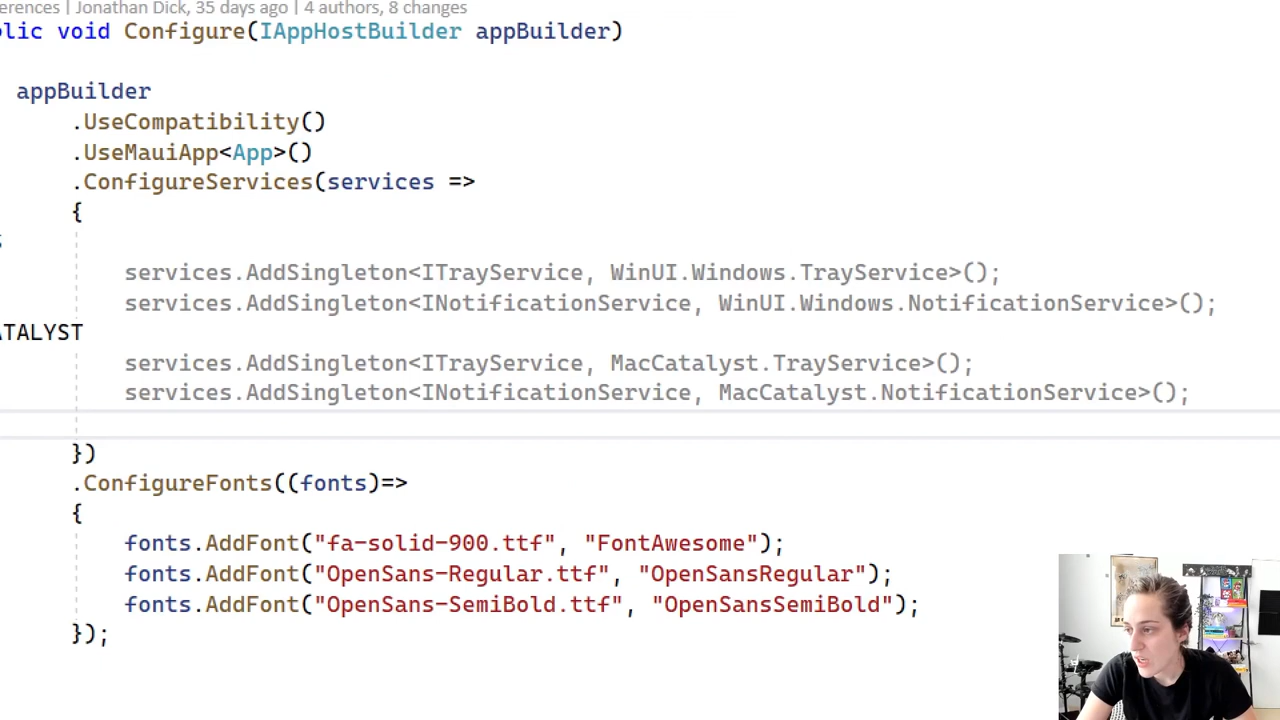 erences | Jonathan Dick, 35 days ago | 4 authors, 8 changes
lic void Configure(IAppHostBuilder appBuilder)
appBuilder
.UseCompatibility()
.UseMauiApp<App>()
.ConfigureServices(services =>
{
S
services.AddSingleton<ITrayService, WinUI.Windows.TrayService>();
services.AddSingleton<INotificationService, WinUI.Windows.NotificationService>();
ATALYST
services.AddSingleton<ITrayService, MacCatalyst.TrayService>();
services.AddSingleton<INotificationService, MacCatalyst.NotificationService>();
})
.ConfigureFonts((fonts)=>
{
fonts.AddFont("fa-solid-900.ttf", "FontAwesome");
fonts.AddFont("OpenSans-Regular.ttf", "OpenSansRegular");
fonts.AddFont("OpenSans-SemiBold.ttf", "OpenSansSemiBold");
});